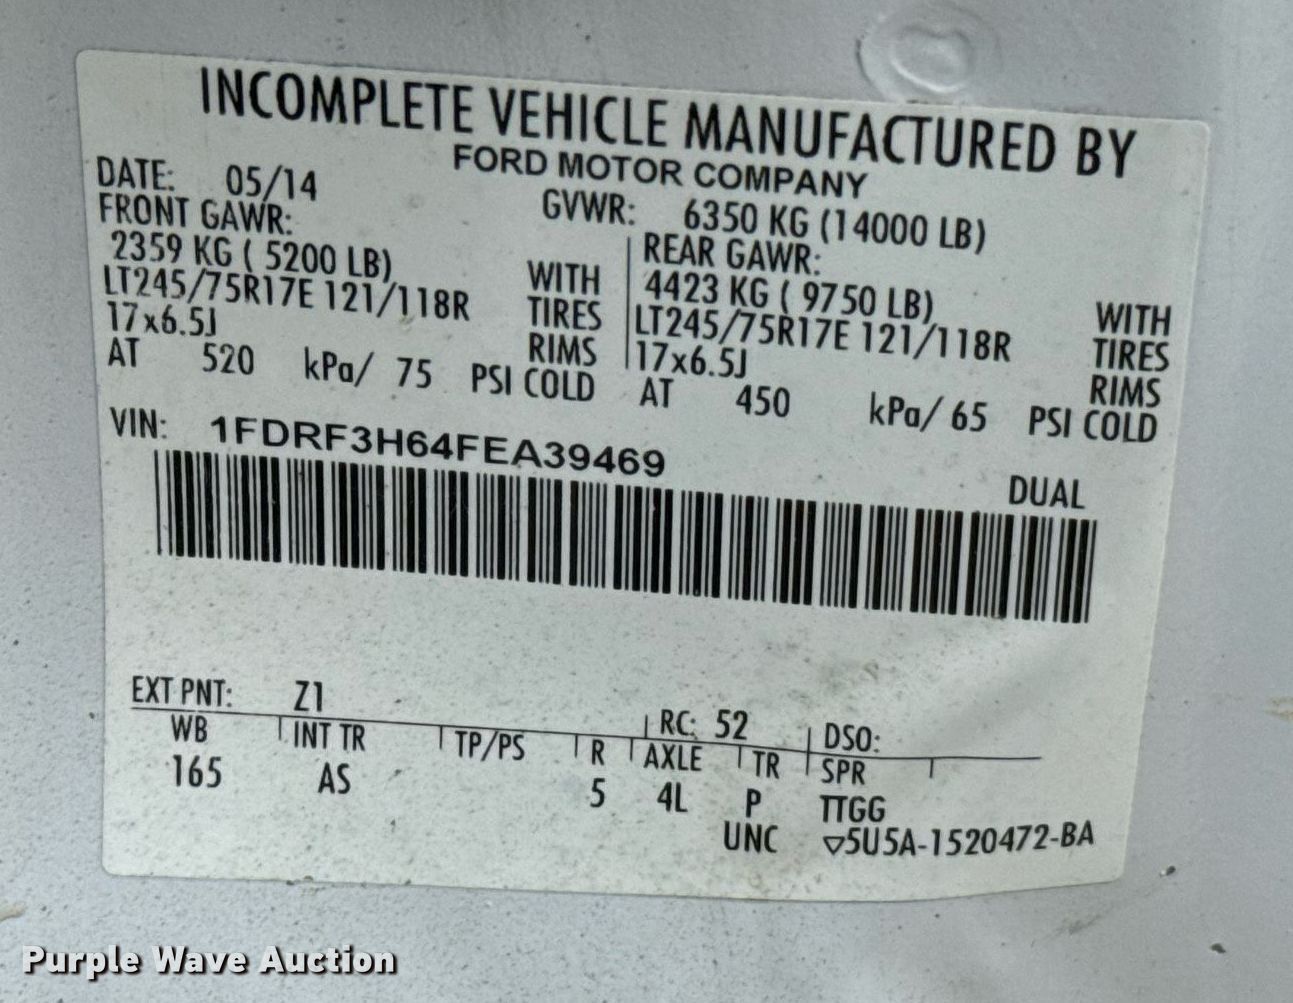 INCOMPLETE VEHICLE MANUFACTURED BY
FORD MOTOR COMPANY
DATE: 05/14
GVWR: 6350 KG (14000 LB)
FRONT GAWR:
2359 KG ( 5200 LB)
LT245/75R17E 121/118R
17x6.5J
WITH
TIRES
RIMS
AT 520 kPa/ 75 PSI COLD
REAR GAWR:
4423 KG ( 9750 LB)
LT245/75R17E 121/118R
17x6.5J
WITH
TIRES
RIMS
AT 450 kPa/ 65 PSI COLD
VIN: 1FDRF3H64FEA39469
DUAL
EXT PNT: Z1 RC: 52 DSO:
WB INT TR TP/PS R AXLE TR SPR
165 AS 5 4L P TTGG
UNC ▽5U5A-1520472-BA
Purple Wave Auction